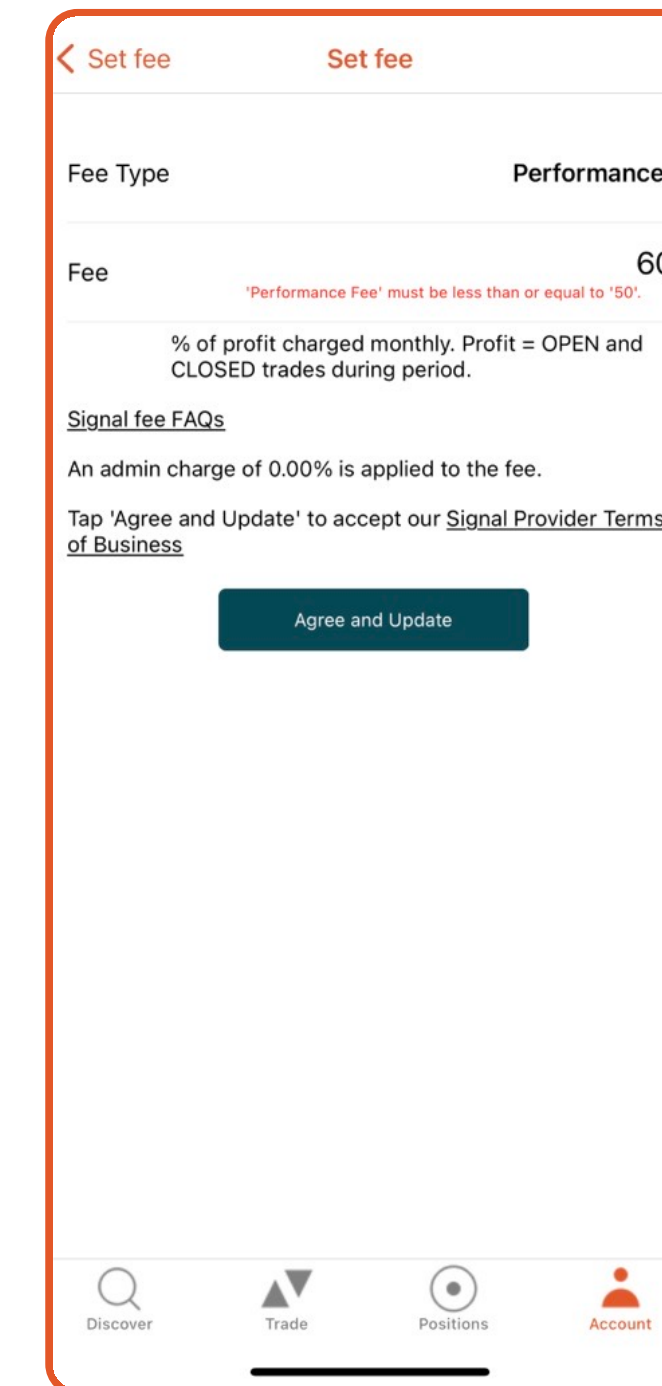 Set fee
Set fee
Fee Type
Performance
Fee
60
'Performance Fee' must be less than or equal to '50'.
% of profit charged monthly. Profit = OPEN and
CLOSED trades during period.
Signal fee FAQs
An admin charge of 0.00% is applied to the fee.
Tap 'Agree and Update' to accept our Signal Provider Terms
of Business
Agree and Update
Discover
Trade
Positions
Account